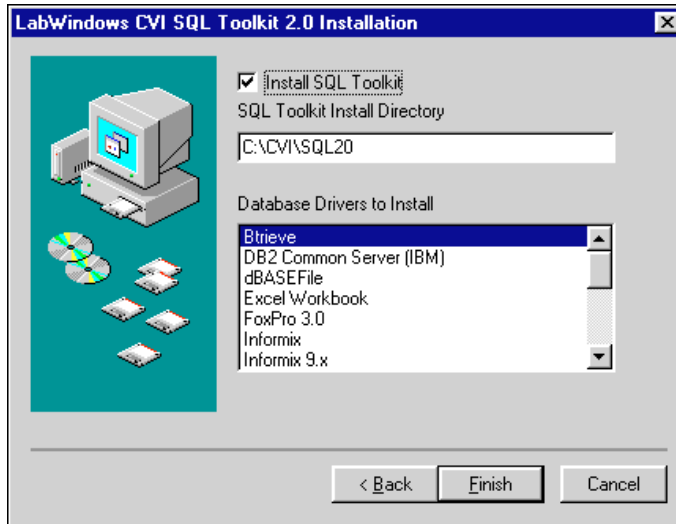 LabWindows CVI SQL Toolkit 2.0 Installation
Install SQL Toolkit
SQL Toolkit Install Directory
C:\CVI\SQL20
Database Drivers to Install
Btrieve
DB2 Common Server (IBM)
dBASEFile
Excel Workbook
FoxPro 3.0
Informix
Informix 9.x
< Back
Finish
Cancel